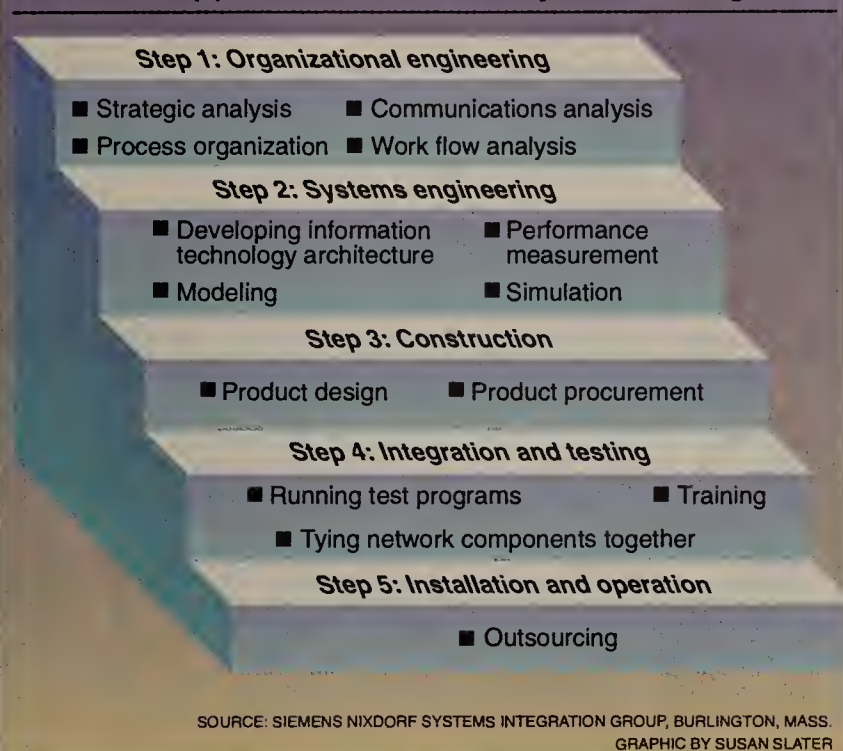 Step 1: Organizational engineering
■ Strategic analysis ■ Communications analysis
■ Process organization ■ Work flow analysis
Step 2: Systems engineering
■ Developing information ■ Performance
technology architecture measurement
■ Modeling ■ Simulation
Step 3: Construction
■ Product design ■ Product procurement
Step 4: Integration and testing
■ Running test programs ■ Training
■ Tying network components together
Step 5: Installation and operation
■ Outsourcing
SOURCE: SIEMENS NIXDORF SYSTEMS INTEGRATION GROUP, BURLINGTON, MASS.
GRAPHIC BY SUSAN SLATER